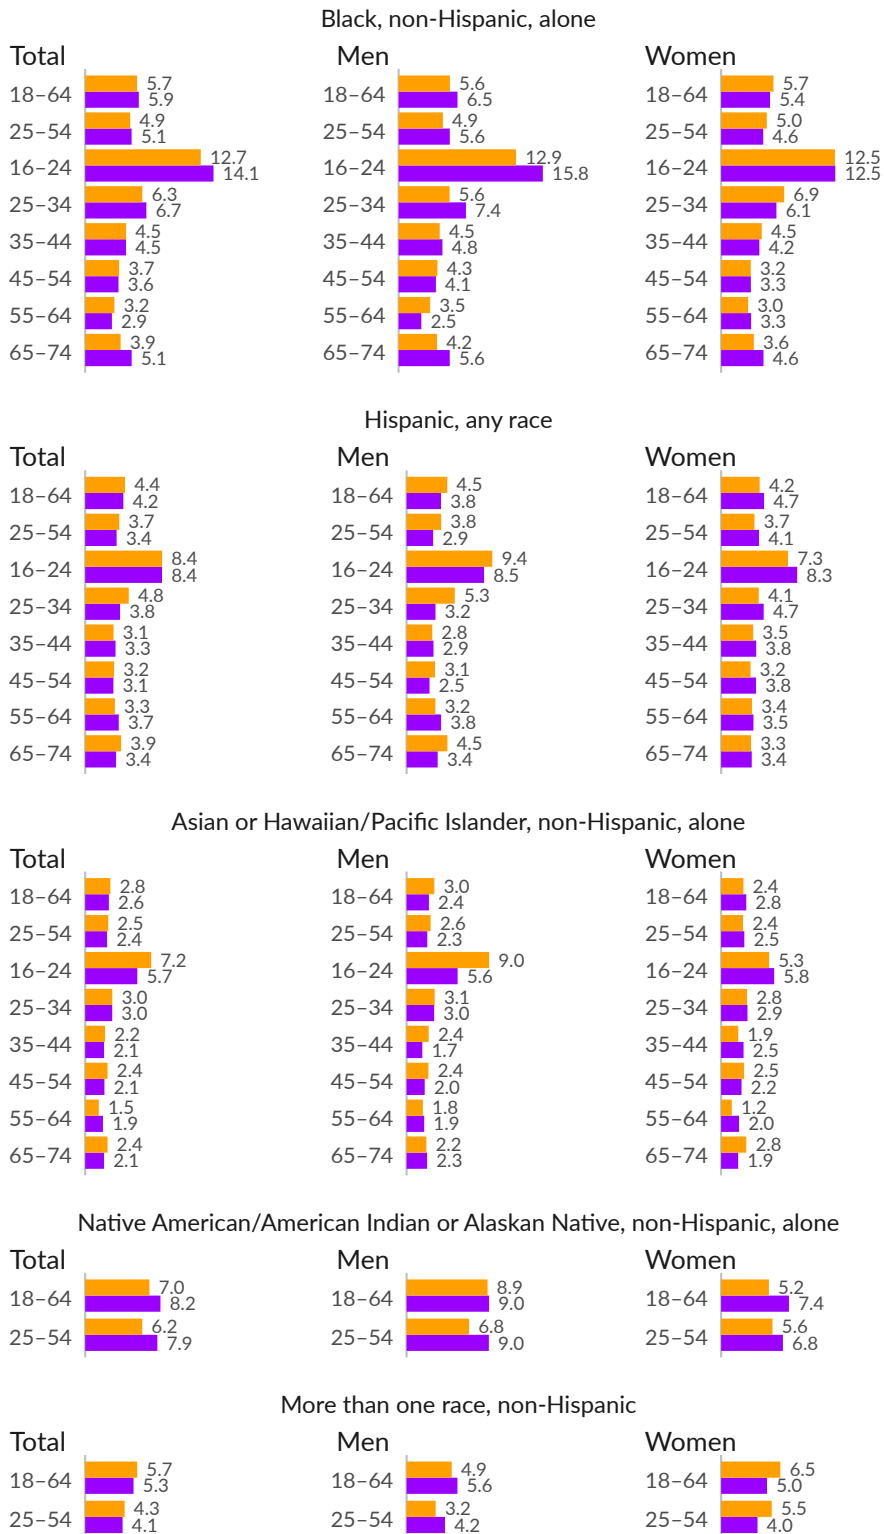 Black, non-Hispanic, alone
Total Men Women
18–64 5.7 5.9 18–64 5.6 6.5 18–64 5.7 5.4
25–54 4.9 5.1 25–54 4.9 5.6 25–54 5.0 4.6
16–24 12.7 14.1 16–24 12.9 15.8 16–24 12.5 12.5
25–34 6.3 6.7 25–34 5.6 7.4 25–34 6.9 6.1
35–44 4.5 4.5 35–44 4.5 4.8 35–44 4.5 4.2
45–54 3.7 3.6 45–54 4.3 4.1 45–54 3.2 3.3
55–64 3.2 2.9 55–64 3.5 2.5 55–64 3.0 3.3
65–74 3.9 5.1 65–74 4.2 5.6 65–74 3.6 4.6
Hispanic, any race
Total Men Women
18–64 4.4 4.2 18–64 4.5 3.8 18–64 4.2 4.7
25–54 3.7 3.4 25–54 3.8 2.9 25–54 3.7 4.1
16–24 8.4 8.4 16–24 9.4 8.5 16–24 7.3 8.3
25–34 4.8 3.8 25–34 5.3 3.2 25–34 4.1 4.7
35–44 3.1 3.3 35–44 2.8 2.9 35–44 3.5 3.8
45–54 3.2 3.1 45–54 3.1 2.5 45–54 3.2 3.8
55–64 3.3 3.7 55–64 3.2 3.8 55–64 3.4 3.5
65–74 3.9 3.4 65–74 4.5 3.4 65–74 3.3 3.4
Asian or Hawaiian/Pacific Islander, non-Hispanic, alone
Total Men Women
18–64 2.8 2.6 18–64 3.0 2.4 18–64 2.4 2.8
25–54 2.5 2.4 25–54 2.6 2.3 25–54 2.4 2.5
16–24 7.2 5.7 16–24 9.0 5.6 16–24 5.3 5.8
25–34 3.0 3.0 25–34 3.1 3.0 25–34 2.8 2.9
35–44 2.2 2.1 35–44 2.4 1.7 35–44 1.9 2.5
45–54 2.4 2.1 45–54 2.4 2.0 45–54 2.5 2.2
55–64 1.5 1.9 55–64 1.8 1.9 55–64 1.2 2.0
65–74 2.4 2.1 65–74 2.2 2.3 65–74 2.8 1.9
Native American/American Indian or Alaskan Native, non-Hispanic, alone
Total Men Women
18–64 7.0 8.2 18–64 8.9 9.0 18–64 5.2 7.4
25–54 6.2 7.9 25–54 6.8 9.0 25–54 5.6 6.8
More than one race, non-Hispanic
Total Men Women
18–64 5.7 5.3 18–64 4.9 5.6 18–64 6.5 5.0
25–54 4.3 4.1 25–54 3.2 4.2 25–54 5.5 4.0